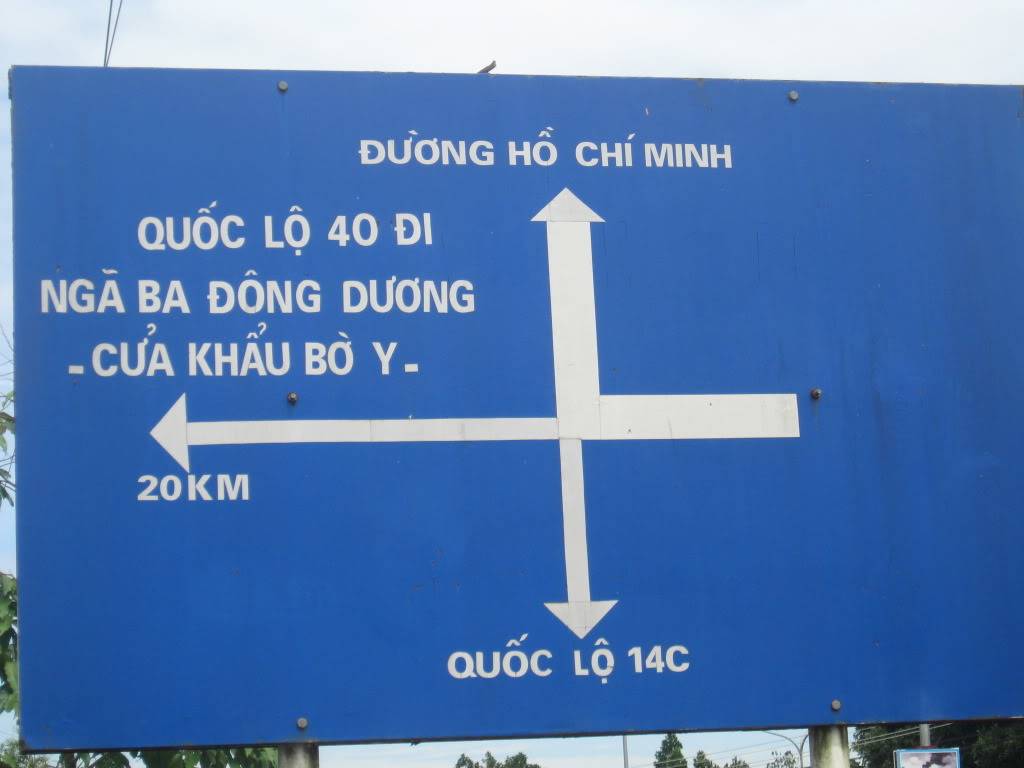 ĐƯỜNG HỒ CHÍ MINH
QUỐC LỘ 40 ĐI
NGÃ BA ĐÔNG DƯƠNG
- CỬA KHẨU BỜ Y -
20KM
QUỐC LỘ 14C